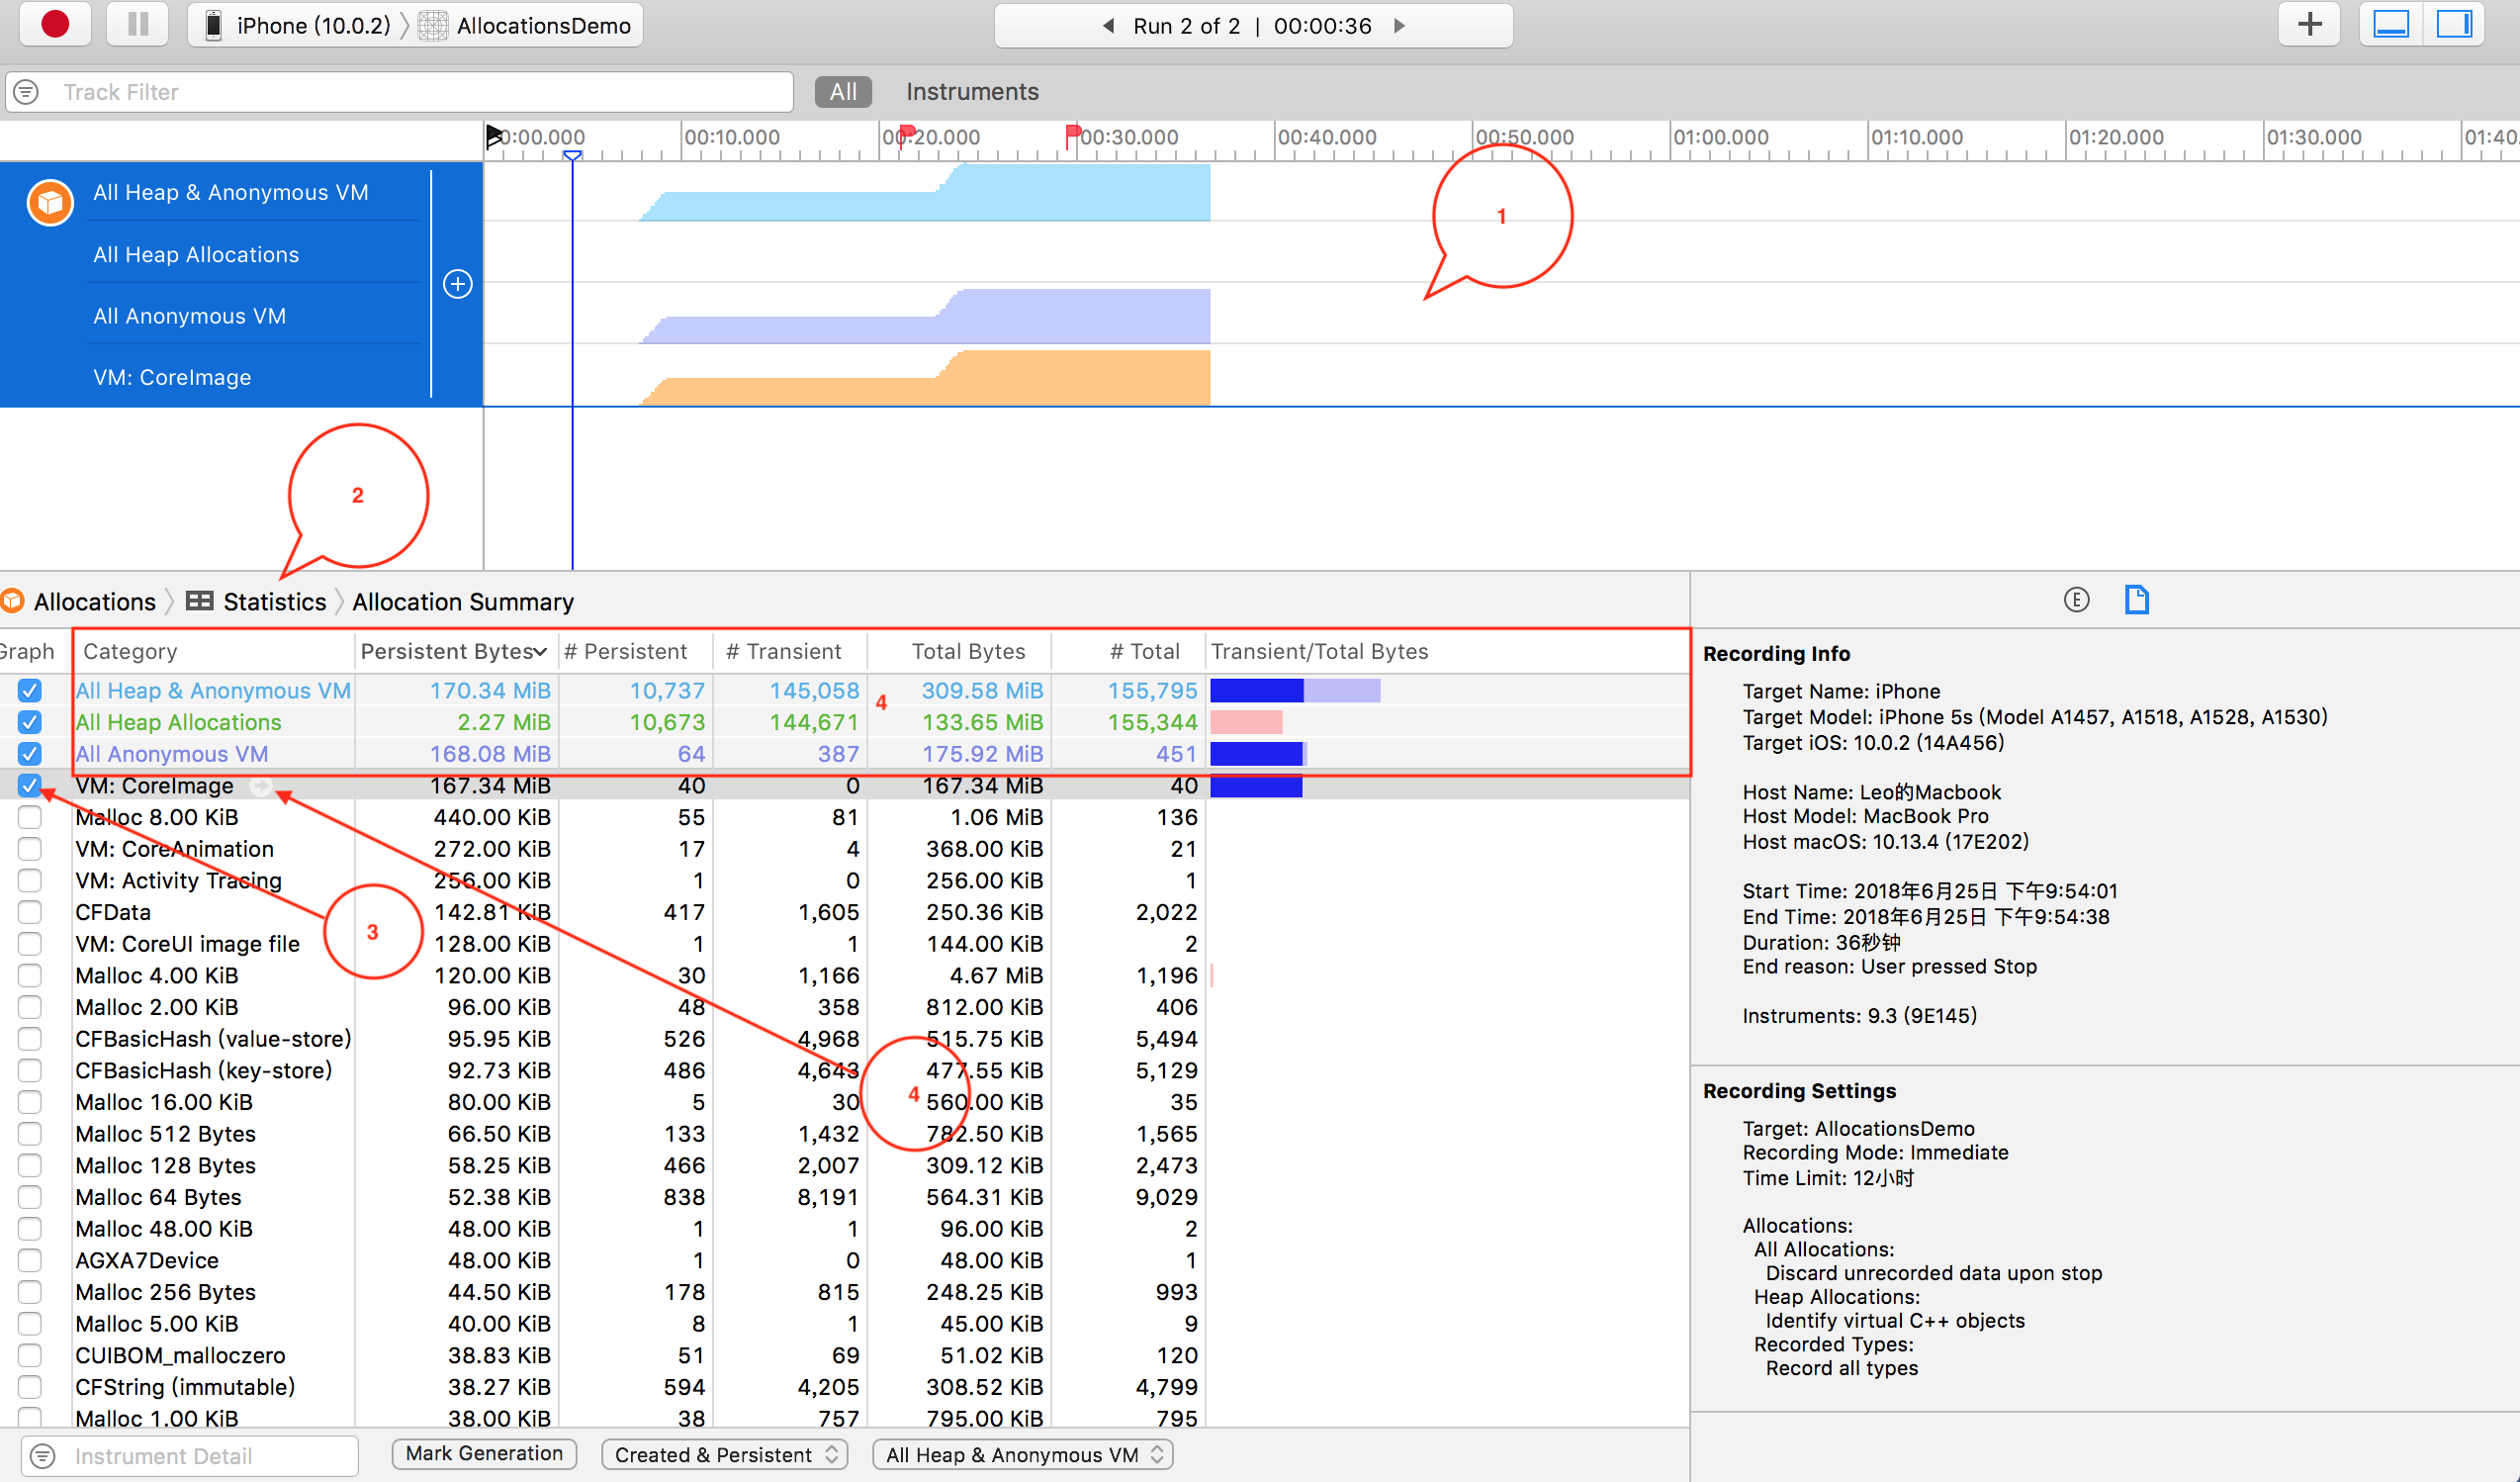 iPhone (10.0.2) AllocationsDemo Run 2 of 2 | 00:00:36
Track Filter All Instruments
00:00.000 00:10.000 00:20.000 00:30.000 00:40.000 00:50.000 01:00.000 01:10.000 01:20.000 01:30.000 01:40.
All Heap & Anonymous VM
1
All Heap Allocations
All Anonymous VM
VM: CoreImage
2
Allocations Statistics Allocation Summary
Graph Category Persistent Bytes # Persistent # Transient Total Bytes # Total Transient/Total Bytes
All Heap & Anonymous VM 170.34 MiB 10,737 145,058 309.58 MiB 155,795
4
All Heap Allocations 2.27 MiB 10,673 144,671 133.65 MiB 155,344
All Anonymous VM 168.08 MiB 64 387 175.92 MiB 451
VM: CoreImage 167.34 MiB 40 0 167.34 MiB 40
Malloc 8.00 KiB 440.00 KiB 55 81 1.06 MiB 136
VM: CoreAnimation 272.00 KiB 17 4 368.00 KiB 21
VM: Activity Tracing 256.00 KiB 1 0 256.00 KiB 1
CFData 142.81 KiB 417 1,605 250.36 KiB 2,022
3
VM: CoreUI image file 128.00 KiB 1 1 144.00 KiB 2
Malloc 4.00 KiB 120.00 KiB 30 1,166 4.67 MiB 1,196
Malloc 2.00 KiB 96.00 KiB 48 358 812.00 KiB 406
CFBasicHash (value-store) 95.95 KiB 526 4,968 515.75 KiB 5,494
CFBasicHash (key-store) 92.73 KiB 486 4,643 477.55 KiB 5,129
4
Malloc 16.00 KiB 80.00 KiB 5 30 560.00 KiB 35
Malloc 512 Bytes 66.50 KiB 133 1,432 782.50 KiB 1,565
Malloc 128 Bytes 58.25 KiB 466 2,007 309.12 KiB 2,473
Malloc 64 Bytes 52.38 KiB 838 8,191 564.31 KiB 9,029
Malloc 48.00 KiB 48.00 KiB 1 1 96.00 KiB 2
AGXA7Device 48.00 KiB 1 0 48.00 KiB 1
Malloc 256 Bytes 44.50 KiB 178 815 248.25 KiB 993
Malloc 5.00 KiB 40.00 KiB 8 1 45.00 KiB 9
CUIBOM_malloczero 38.83 KiB 51 69 51.02 KiB 120
CFString (immutable) 38.27 KiB 594 4,205 308.52 KiB 4,799
Malloc 1.00 KiB 38.00 KiB 38 757 795.00 KiB 795
Instrument Detail Mark Generation Created & Persistent All Heap & Anonymous VM
E
Recording Info
Target Name: iPhone
Target Model: iPhone 5s (Model A1457, A1518, A1528, A1530)
Target iOS: 10.0.2 (14A456)
Host Name: Leo的Macbook
Host Model: MacBook Pro
Host macOS: 10.13.4 (17E202)
Start Time: 2018年6月25日 下午9:54:01
End Time: 2018年6月25日 下午9:54:38
Duration: 36秒钟
End reason: User pressed Stop
Instruments: 9.3 (9E145)
Recording Settings
Target: AllocationsDemo
Recording Mode: Immediate
Time Limit: 12小时
Allocations:
All Allocations:
Discard unrecorded data upon stop
Heap Allocations:
Identify virtual C++ objects
Recorded Types:
Record all types